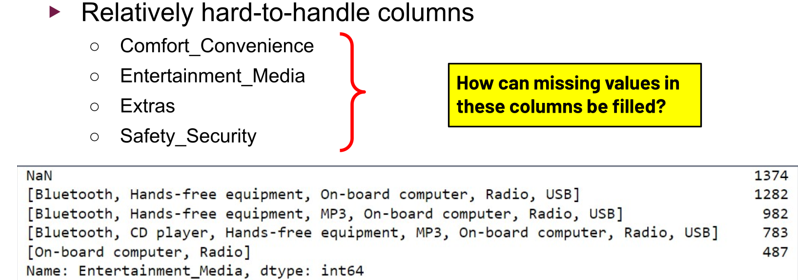 Relatively hard-to-handle columns
Comfort_Convenience
Entertainment_Media
Extras
Safety_Security
How can missing values in
these columns be filled?
NaN 1374
[Bluetooth, Hands-free equipment, On-board computer, Radio, USB] 1282
[Bluetooth, Hands-free equipment, MP3, On-board computer, Radio, USB] 982
[Bluetooth, CD player, Hands-free equipment, MP3, On-board computer, Radio, USB] 783
[On-board computer, Radio] 487
Name: Entertainment_Media, dtype: int64